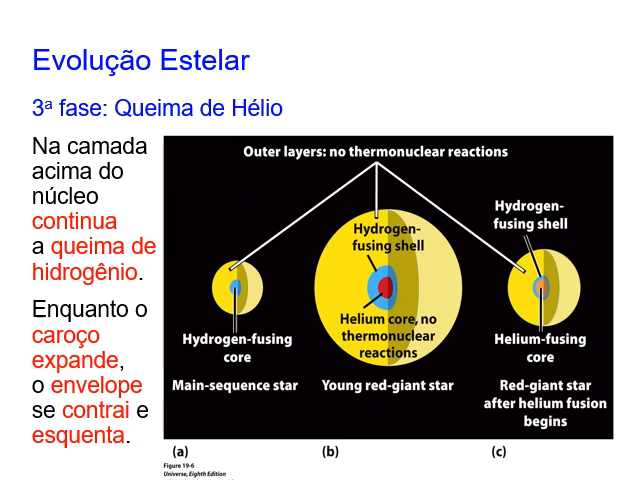 Evolução Estelar
3ª fase: Queima de Hélio
Na camada
acima do
núcleo
continua
a queima de
hidrogênio.
Enquanto o
caroço
expande,
o envelope
se contrai e
esquenta.
Outer layers: no thermonuclear reactions
Hydrogen-fusing
core
Main-sequence star
(a)
Hydrogen-
fusing shell
Helium core, no
thermonuclear
reactions
Young red-giant star
(b)
Hydrogen-
fusing shell
Helium-fusing
core
Red-giant star
after helium fusion
begins
(c)
Figure 19-6
Universe, Eighth Edition